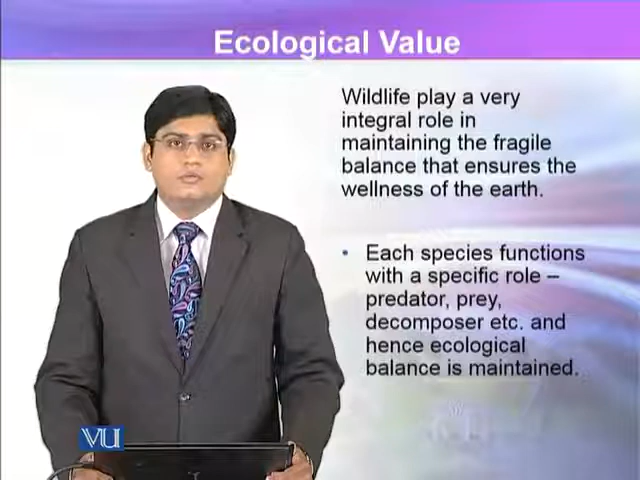 Ecological Value
Wildlife play a very
integral role in
maintaining the fragile
balance that ensures the
wellness of the earth.
• Each species functions
with a specific role –
predator, prey,
decomposer etc. and
hence ecological
balance is maintained.
VU